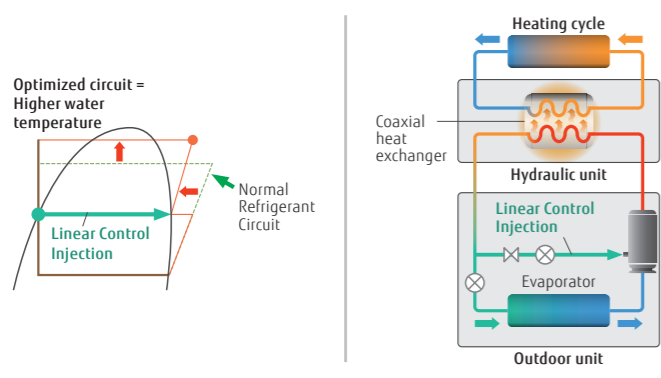 Optimized circuit =
Higher water
temperature
Normal
Refrigerant
Circuit
Linear Control
Injection
Heating cycle
Coaxial
heat
exchanger
Hydraulic unit
Linear Control
Injection
Evaporator
Outdoor unit